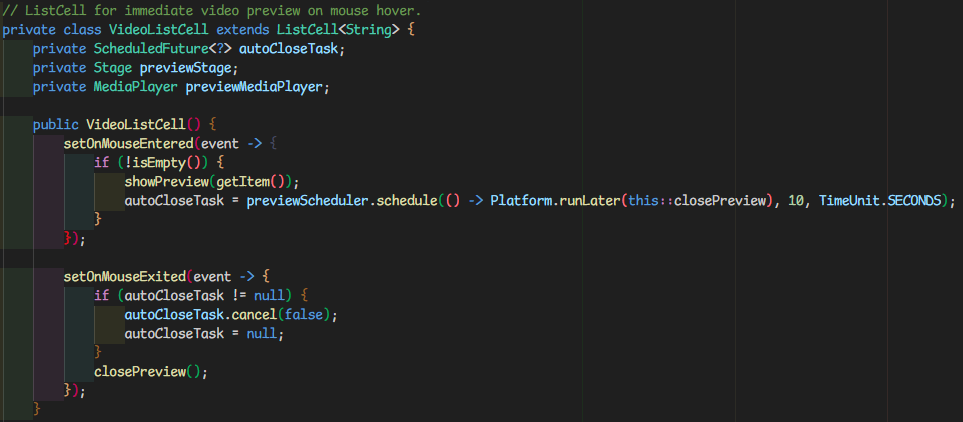 // ListCell for immediate video preview on mouse hover.
private class VideoListCell extends ListCell<String> {
    private ScheduledFuture<?> autoCloseTask;
    private Stage previewStage;
    private MediaPlayer previewMediaPlayer;

    public VideoListCell() {
        setOnMouseEntered(event -> {
            if (!isEmpty()) {
                showPreview(getItem());
                autoCloseTask = previewScheduler.schedule(() -> Platform.runLater(this::closePreview), 10, TimeUnit.SECONDS);
            }
        });

        setOnMouseExited(event -> {
            if (autoCloseTask != null) {
                autoCloseTask.cancel(false);
                autoCloseTask = null;
            }
            closePreview();
        });
    }